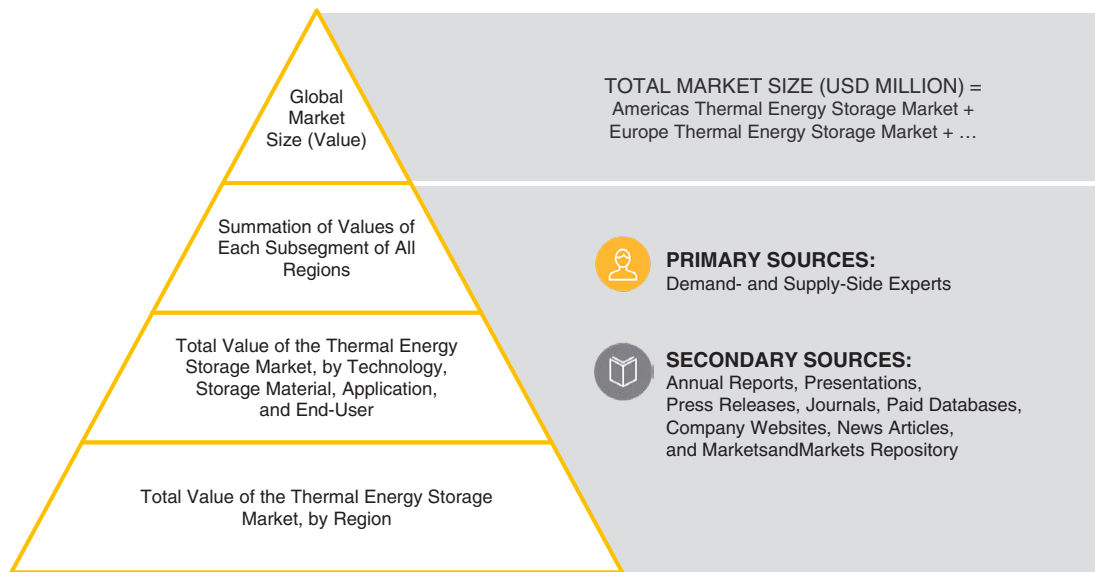 Global
Market
Size (Value)
TOTAL MARKET SIZE (USD MILLION) =
Americas Thermal Energy Storage Market +
Europe Thermal Energy Storage Market + …
Summation of Values of
Each Subsegment of All
Regions
PRIMARY SOURCES:
Demand- and Supply-Side Experts
Total Value of the Thermal Energy
Storage Market, by Technology,
Storage Material, Application,
and End-User
SECONDARY SOURCES:
Annual Reports, Presentations,
Press Releases, Journals, Paid Databases,
Company Websites, News Articles,
and MarketsandMarkets Repository
Total Value of the Thermal Energy Storage
Market, by Region